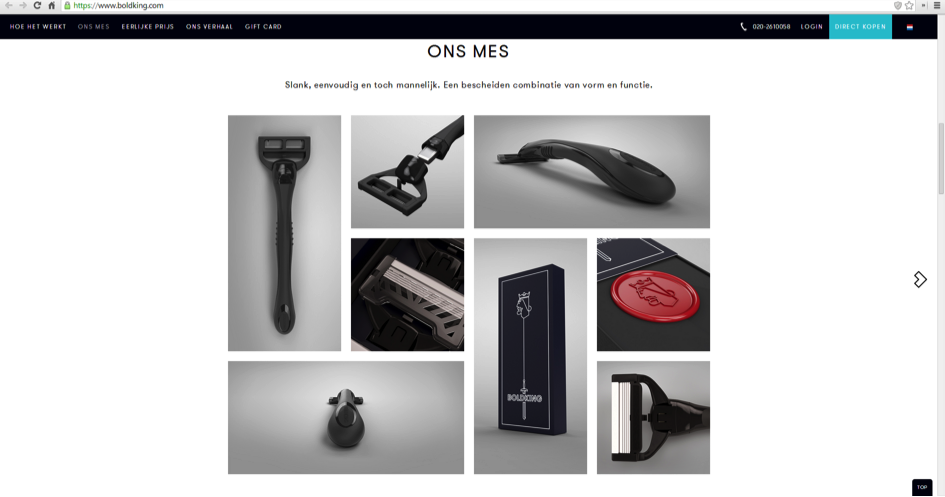 https://www.boldking.com
HOE HET WERKT ONS MES EERLIJKE PRIJS ONS VERHAAL GIFT CARD 020-2610058 LOGIN DIRECT KOPEN
ONS MES
Slank, eenvoudig en toch mannelijk. Een bescheiden combinatie van vorm en functie.
BOLDKING
TOP